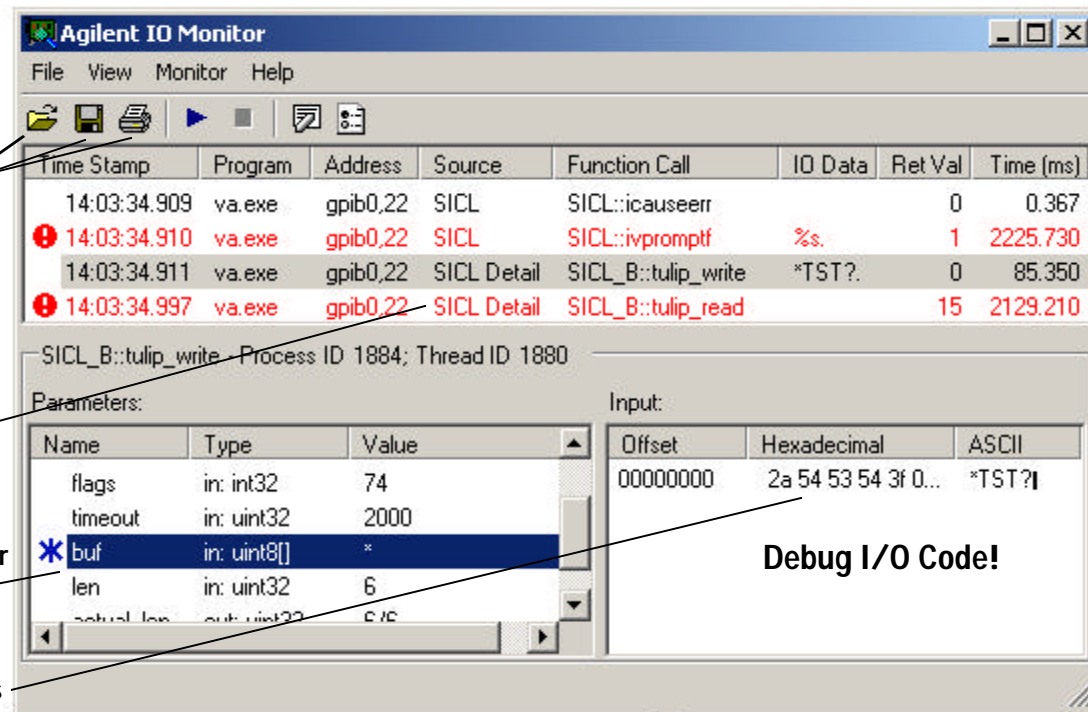 Agilent IO Monitor
File View Monitor Help
Time Stamp Program Address Source Function Call IO Data Ret Val Time (ms)
14:03:34.909 va.exe gpib0,22 SICL SICL::icauseerr 0 0.367
14:03:34.910 va.exe gpib0,22 SICL SICL::ivpromptf %s. 1 2225.730
14:03:34.911 va.exe gpib0,22 SICL Detail SICL_B::tulip_write *TST?. 0 85.350
14:03:34.997 va.exe gpib0,22 SICL Detail SICL_B::tulip_read 15 2129.210
SICL_B::tulip_write - Process ID 1884; Thread ID 1880
Parameters: Input:
Name Type Value Offset Hexadecimal ASCII
flags in: int32 74 00000000 2a 54 53 54 3f 0... *TST?
timeout in: uint32 2000
r buf in: uint8[] * Debug I/O Code!
len in: uint32 6
actual_len out: uint32 6/6
s